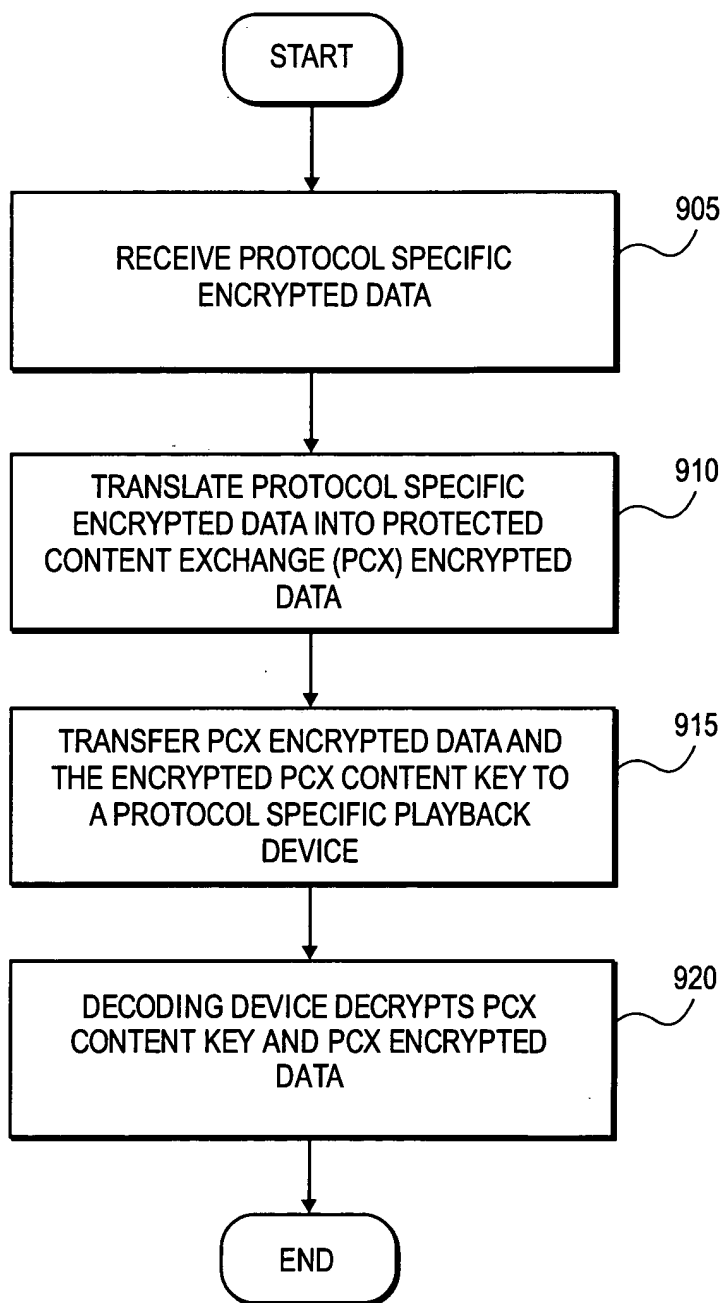 START
905
RECEIVE PROTOCOL SPECIFIC
ENCRYPTED DATA
910
TRANSLATE PROTOCOL SPECIFIC
ENCRYPTED DATA INTO PROTECTED
CONTENT EXCHANGE (PCX) ENCRYPTED
DATA
915
TRANSFER PCX ENCRYPTED DATA AND
THE ENCRYPTED PCX CONTENT KEY TO
A PROTOCOL SPECIFIC PLAYBACK
DEVICE
920
DECODING DEVICE DECRYPTS PCX
CONTENT KEY AND PCX ENCRYPTED
DATA
END